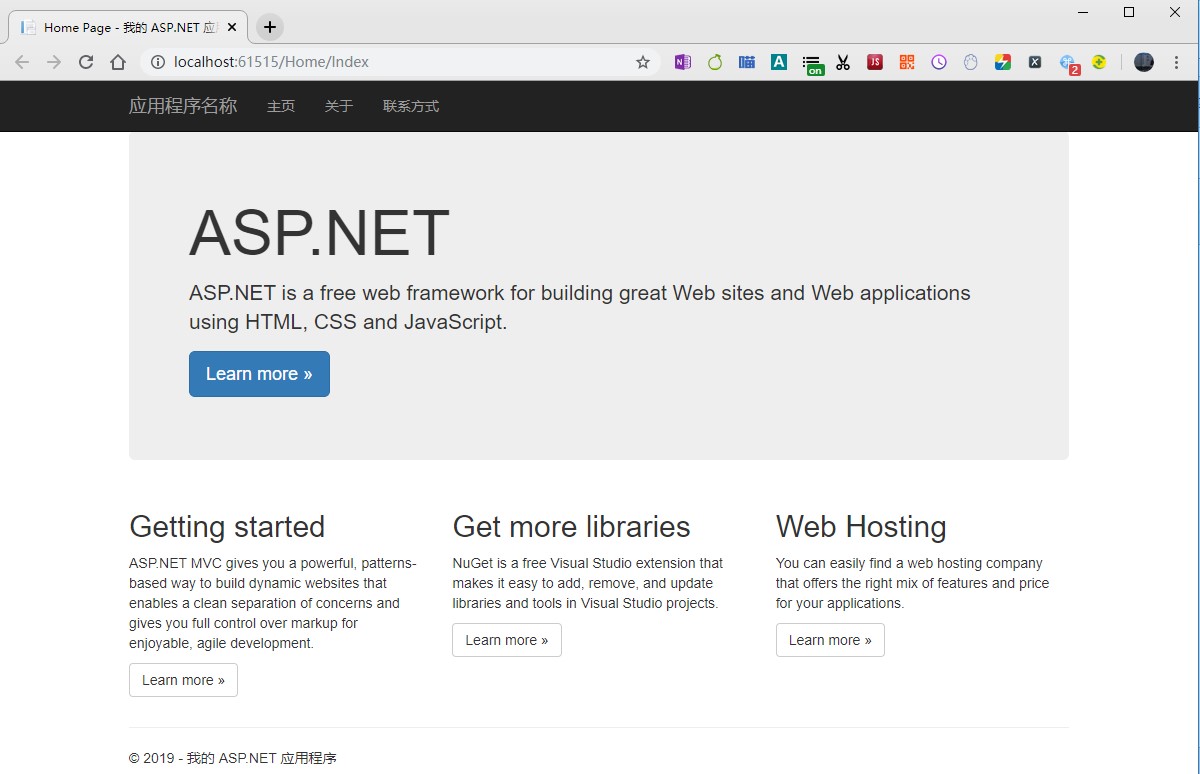 Home Page - 我的 ASP.NET 应
localhost:61515/Home/Index
on
JS
2
应用程序名称 主页 关于 联系方式
ASP.NET
ASP.NET is a free web framework for building great Web sites and Web applications
using HTML, CSS and JavaScript.
Learn more »
Getting started
ASP.NET MVC gives you a powerful, patterns-
based way to build dynamic websites that
enables a clean separation of concerns and
gives you full control over markup for
enjoyable, agile development.
Learn more »
Get more libraries
NuGet is a free Visual Studio extension that
makes it easy to add, remove, and update
libraries and tools in Visual Studio projects.
Learn more »
Web Hosting
You can easily find a web hosting company
that offers the right mix of features and price
for your applications.
Learn more »
© 2019 - 我的 ASP.NET 应用程序